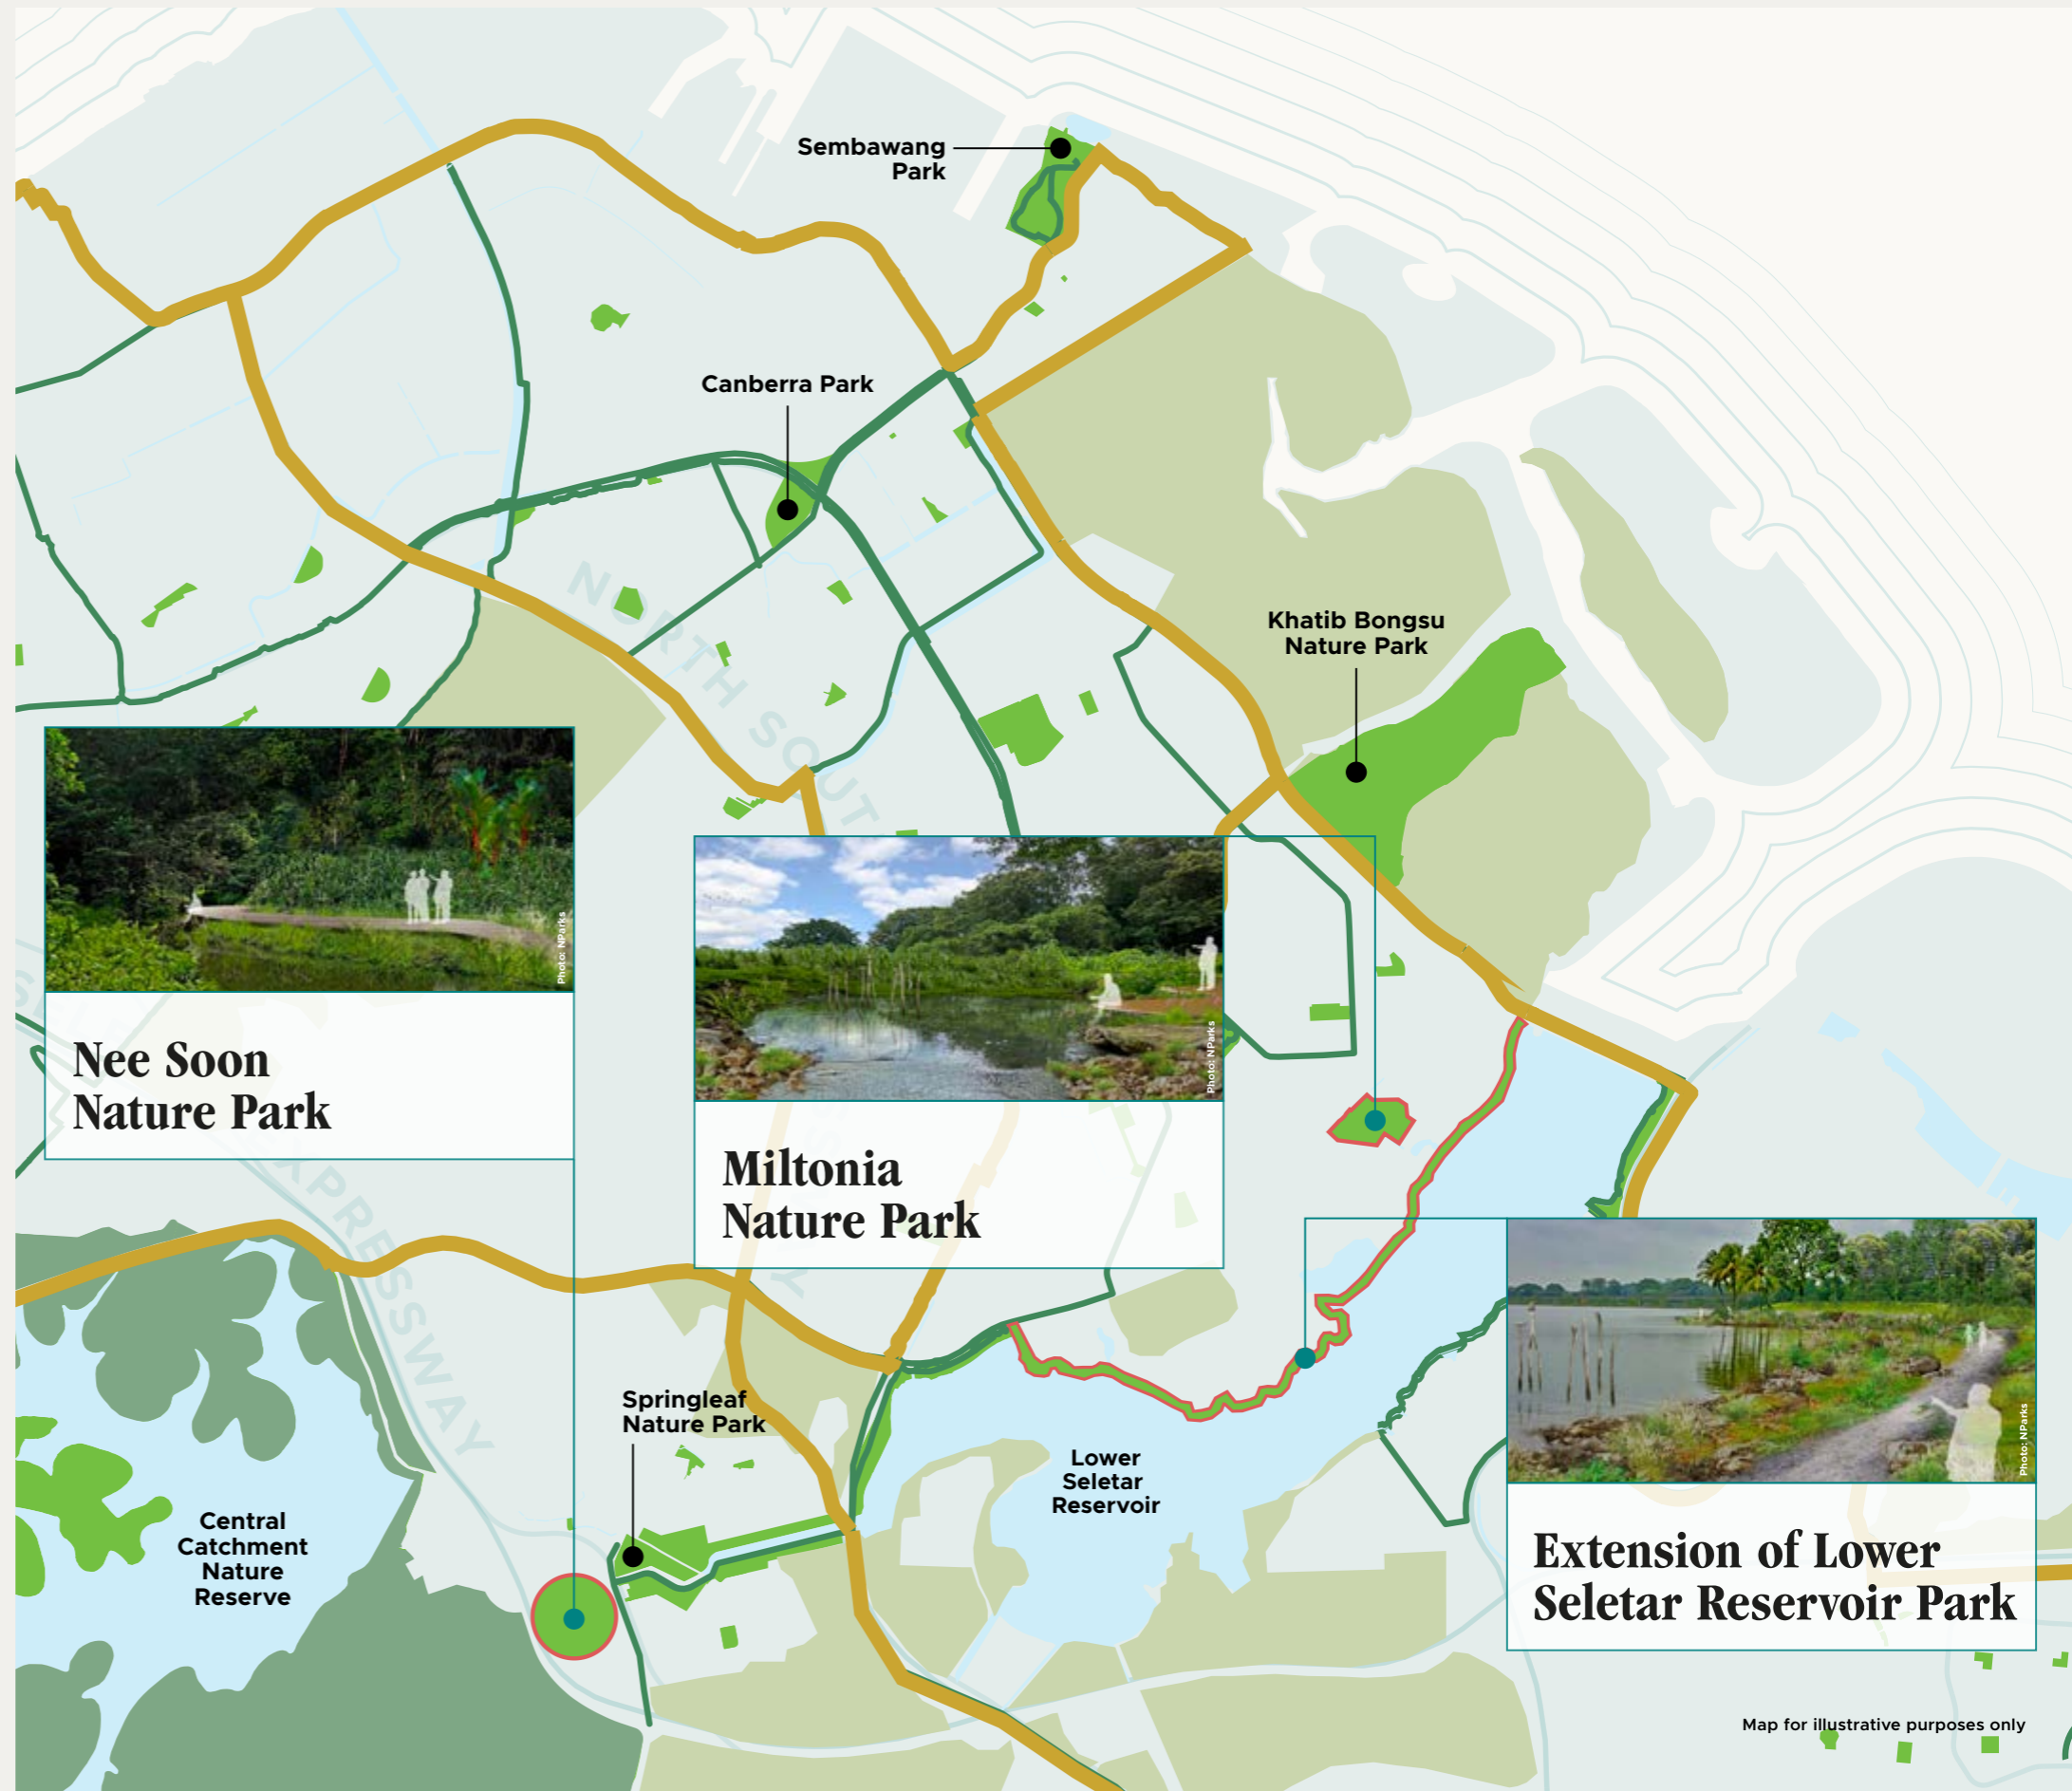 Sembawang
Park
Canberra Park
NORTH SOUT
Khatib Bongsu
Nature Park
Photo: NParks
Nee Soon
Nature Park
Photo: NParks
Miltonia
Nature Park
EXPRESSWAY
Springleaf
Nature Park
Lower
Seletar
Reservoir
Central
Catchment
Nature
Reserve
Photo: NParks
Extension of Lower
Seletar Reservoir Park
Map for illustrative purposes only